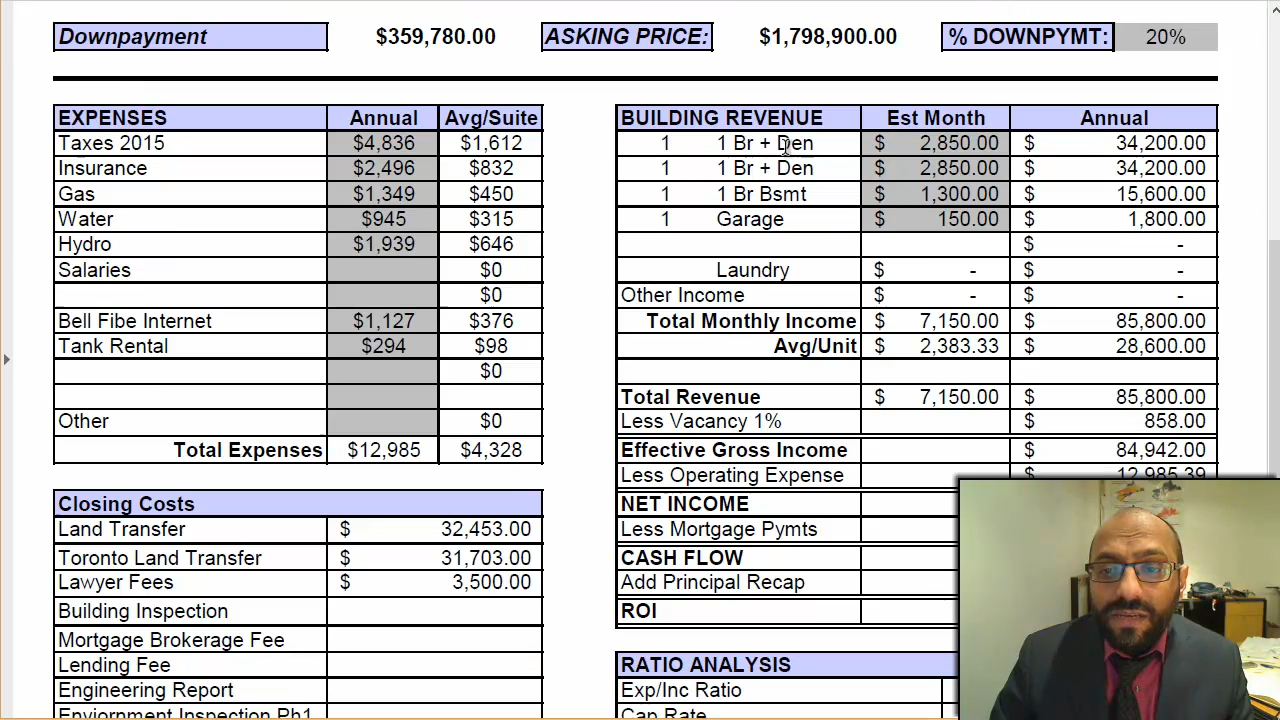 Downpayment $359,780.00 ASKING PRICE: $1,798,900.00 % DOWNPYMT: 20%
EXPENSES Annual Avg/Suite
Taxes 2015 $4,836 $1,612
Insurance $2,496 $832
Gas $1,349 $450
Water $945 $315
Hydro $1,939 $646
Salaries $0
$0
Bell Fibe Internet $1,127 $376
Tank Rental $294 $98
$0
Other $0
Total Expenses $12,985 $4,328
Closing Costs
Land Transfer $ 32,453.00
Toronto Land Transfer $ 31,703.00
Lawyer Fees $ 3,500.00
Building Inspection
Mortgage Brokerage Fee
Lending Fee
Engineering Report
Enviornment Inspection Ph1
BUILDING REVENUE Est Month Annual
1 1 Br + Den $ 2,850.00 $ 34,200.00
1 1 Br + Den $ 2,850.00 $ 34,200.00
1 1 Br Bsmt $ 1,300.00 $ 15,600.00
1 Garage $ 150.00 $ 1,800.00
$ -
Laundry $ - $ -
Other Income $ - $ -
Total Monthly Income $ 7,150.00 $ 85,800.00
Avg/Unit $ 2,383.33 $ 28,600.00
Total Revenue $ 7,150.00 $ 85,800.00
Less Vacancy 1% $ 858.00
Effective Gross Income $ 84,942.00
Less Operating Expense $ 12,985.39
NET INCOME
Less Mortgage Pymts
CASH FLOW
Add Principal Recap
ROI
RATIO ANALYSIS
Exp/Inc Ratio
Cap Rate